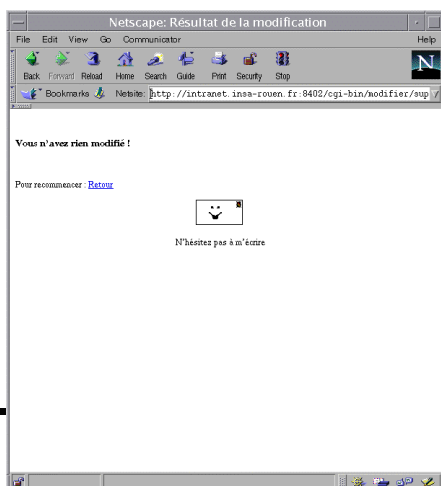 Netscape: Résultat de la modification
File Edit View Go Communicator Help
Back Forward Reload Home Search Guide Print Security Stop
N
Bookmarks Netsite: http://intranet.insa-rouen.fr:8402/cgi-bin/modifier/sup
Vous n'avez rien modifié !
Pour recommencer : Retour
N'hésitez pas à m'écrire